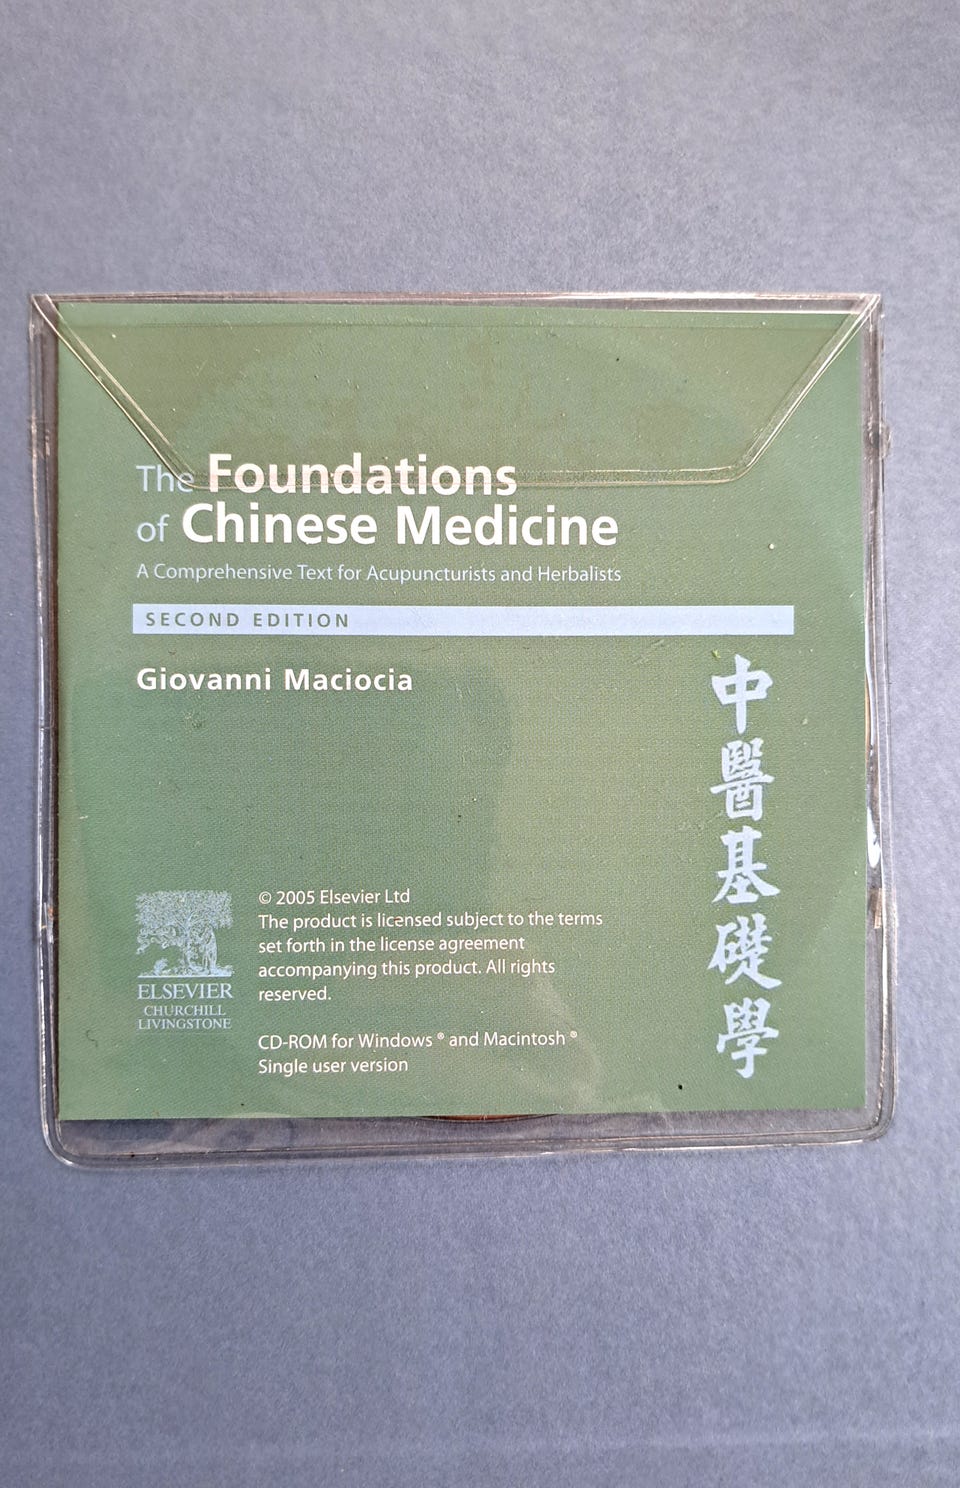 The Foundations
of Chinese Medicine
A Comprehensive Text for Acupuncturists and Herbalists
SECOND EDITION
Giovanni Maciocia
中醫基礎學
© 2005 Elsevier Ltd
The product is licensed subject to the terms
set forth in the license agreement
accompanying this product. All rights
reserved.
ELSEVIER
CHURCHILL
LIVINGSTONE
CD-ROM for Windows® and Macintosh®
Single user version